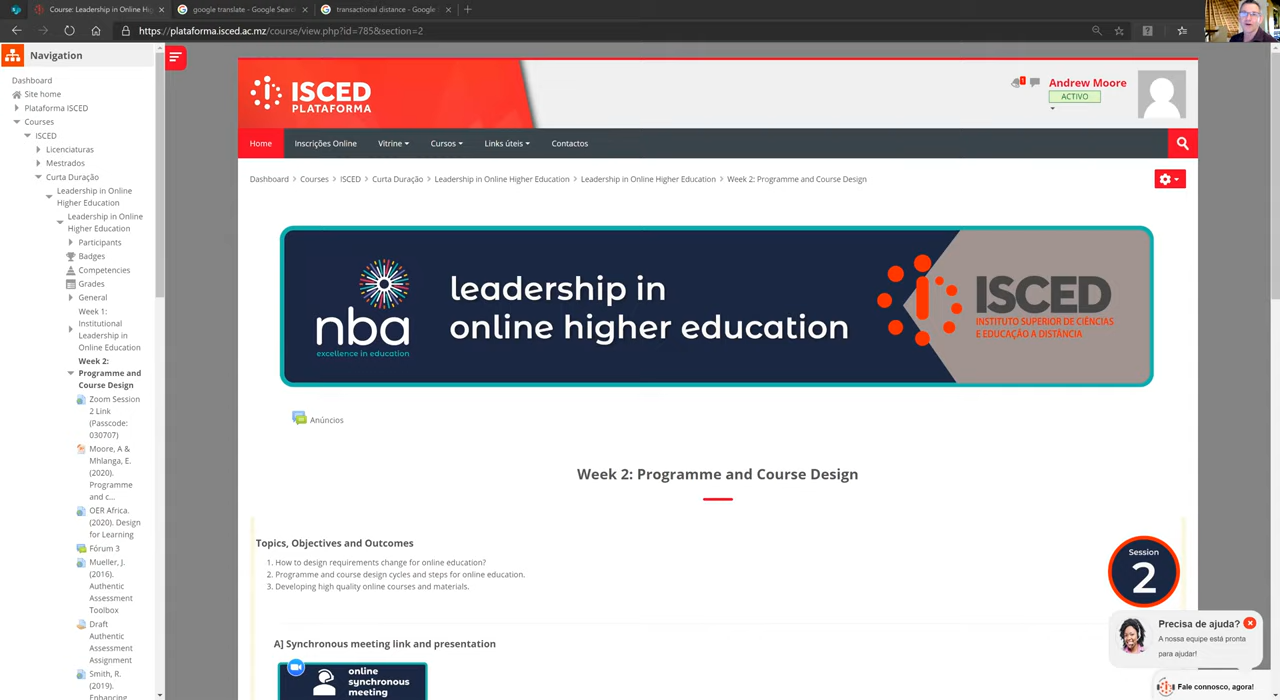 Course: Leadership in Online Hig
google translate - Google Searc
transactional distance - Google S
https://plataforma.isced.ac.mz/course/view.php?id=785&section=2
Navigation
Dashboard
Site home
Plataforma ISCED
Courses
ISCED
Licenciaturas
Mestrados
Curta Duração
Leadership in Online
Higher Education
Leadership in Online
Higher Education
Participants
Badges
Competencies
Grades
General
Week 1:
Institutional
Leadership in
Online Higher
Education
Week 2:
Programme and
Course Design
Zoom Session
2 Link
(Passcode:
030707)
Moore, A &
Mhlanga, E.
(2020).
Programme
and c...
OER Africa.
(2020). Design
for Learning
Fórum 3
Mueller, J.
(2016).
Authentic
Assessment
Toolbox
Draft
Authentic
Assessment
Assignment
Smith, R.
(2019).
Enhancing
ISCED
PLATAFORMA
1
Andrew Moore
ACTIVO
Home
Inscrições Online
Vitrine
Cursos
Links úteis
Contactos
Dashboard > Courses > ISCED > Curta Duração > Leadership in Online Higher Education > Leadership in Online Higher Education > Week 2: Programme and Course Design
nba
excellence in education
leadership in
online higher education
ISCED
INSTITUTO SUPERIOR DE CIÊNCIAS
E EDUCAÇÃO A DISTÂNCIA
Anúncios
Week 2: Programme and Course Design
Topics, Objectives and Outcomes
1. How to design requirements change for online education?
2. Programme and course design cycles and steps for online education.
3. Developing high quality online courses and materials.
Session
2
A] Synchronous meeting link and presentation
online
synchronous
meeting
Precisa de ajuda?
A nossa equipe está pronta
para ajudar!
Fale connosco, agora!